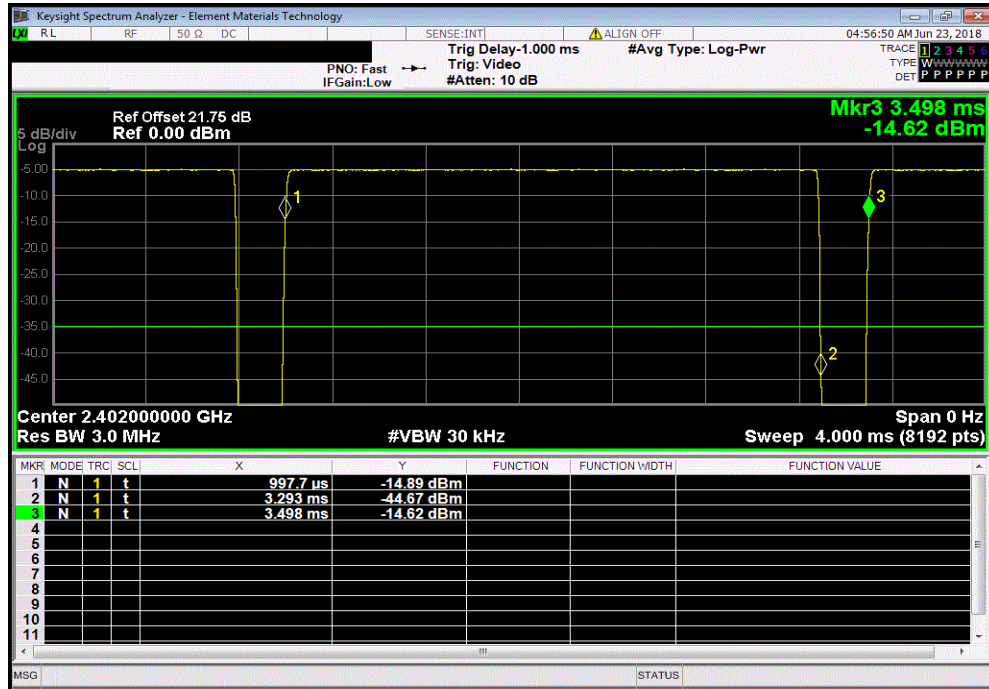 Keysight Spectrum Analyzer - Element Materials Technology
LXI RL RF 50 Ω DC SENSE:INT ALIGN OFF 04:56:50 AM Jun 23, 2018
Trig Delay-1.000 ms #Avg Type: Log-Pwr TRACE 1 2 3 4 5 6
PNO: Fast Trig: Video TYPE WWWWWW
IFGain:Low #Atten: 10 dB DET P P P P P P
Mkr3 3.498 ms
-14.62 dBm
Ref Offset 21.75 dB
5 dB/div Ref 0.00 dBm
Log
-5.00
-10.0
1
3
-15.0
-20.0
-25.0
-30.0
-35.0
-40.0
2
-45.0
Center 2.402000000 GHz Span 0 Hz
Res BW 3.0 MHz #VBW 30 kHz Sweep 4.000 ms (8192 pts)
MKR MODE TRC SCL X Y FUNCTION FUNCTION WIDTH FUNCTION VALUE
1 N 1 t 997.7 µs -14.89 dBm
2 N 1 t 3.293 ms -44.67 dBm
3 N 1 t 3.498 ms -14.62 dBm
4
5
6
7
8
9
10
11
MSG STATUS